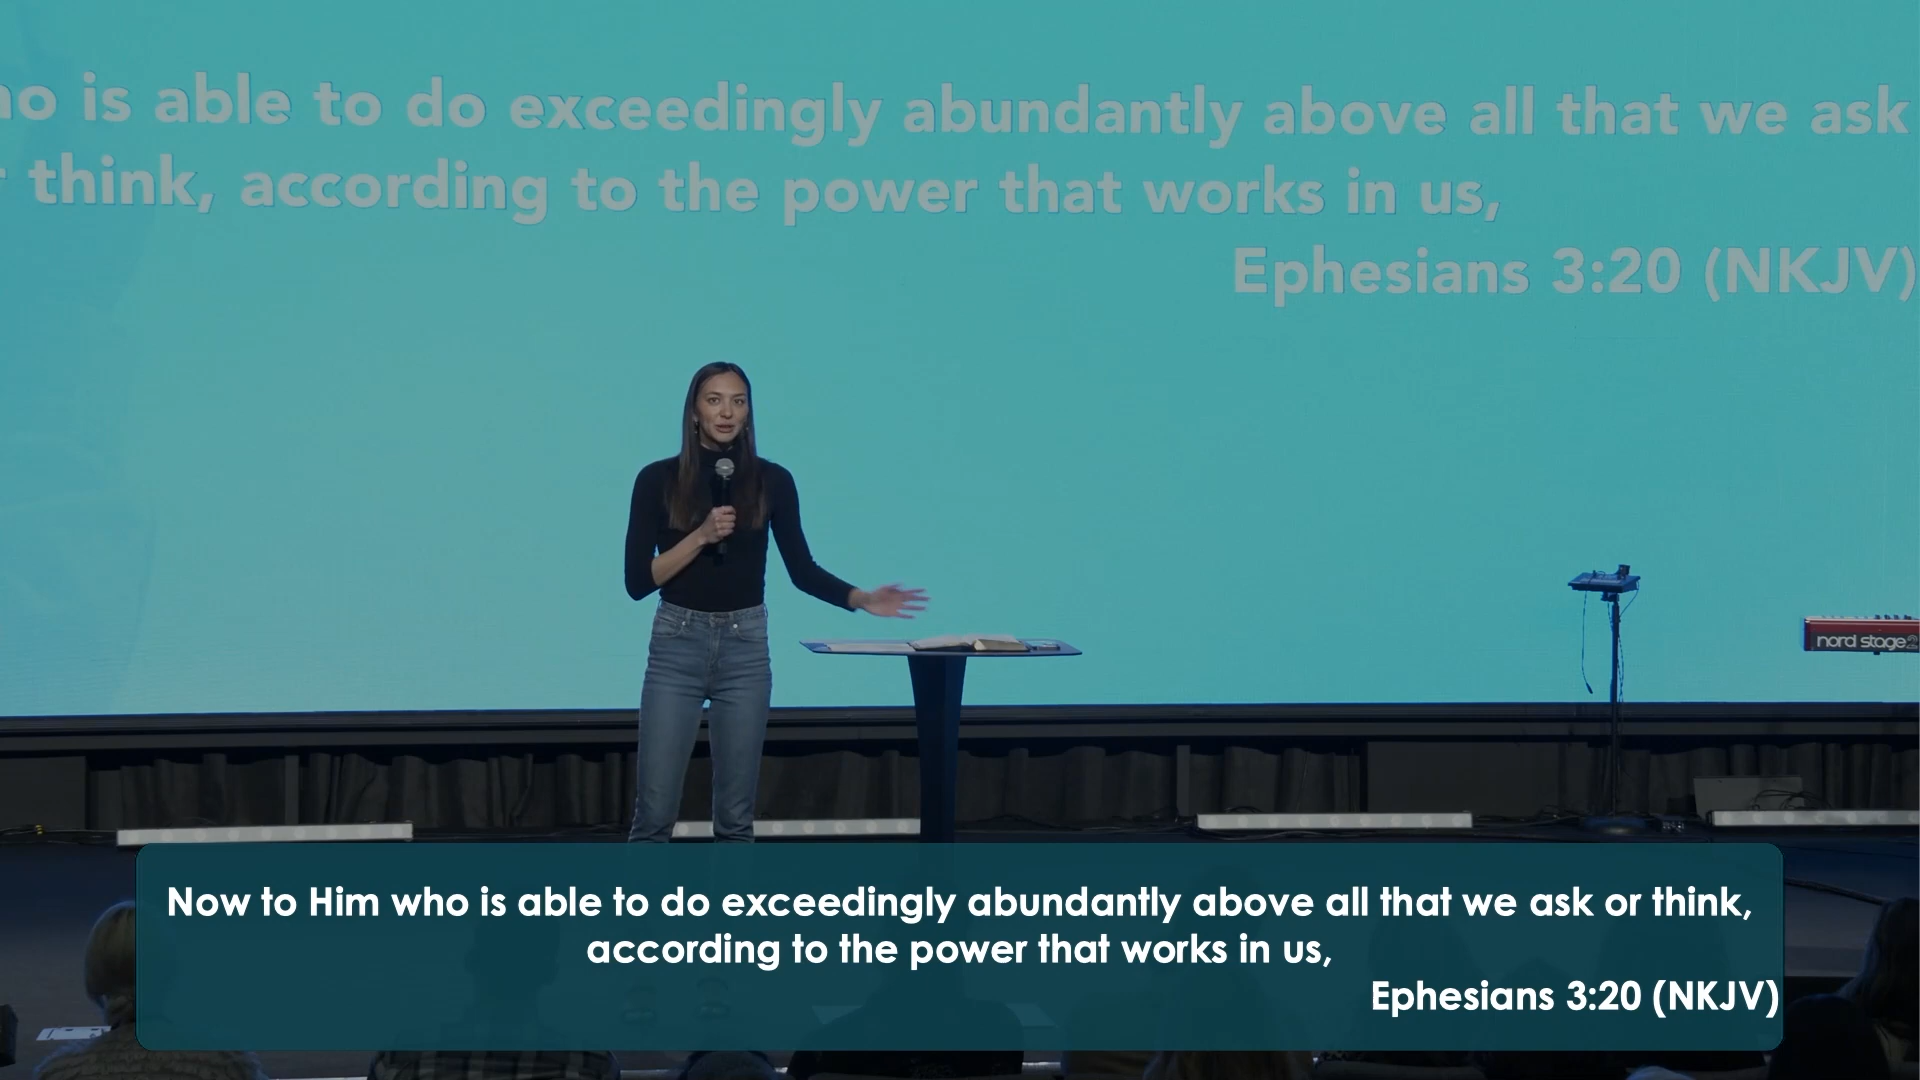 ho is able to do exceedingly abundantly above all that we ask
r think, according to the power that works in us,
Ephesians 3:20 (NKJV)
nord stage2
Now to Him who is able to do exceedingly abundantly above all that we ask or think,
according to the power that works in us,
Ephesians 3:20 (NKJV)